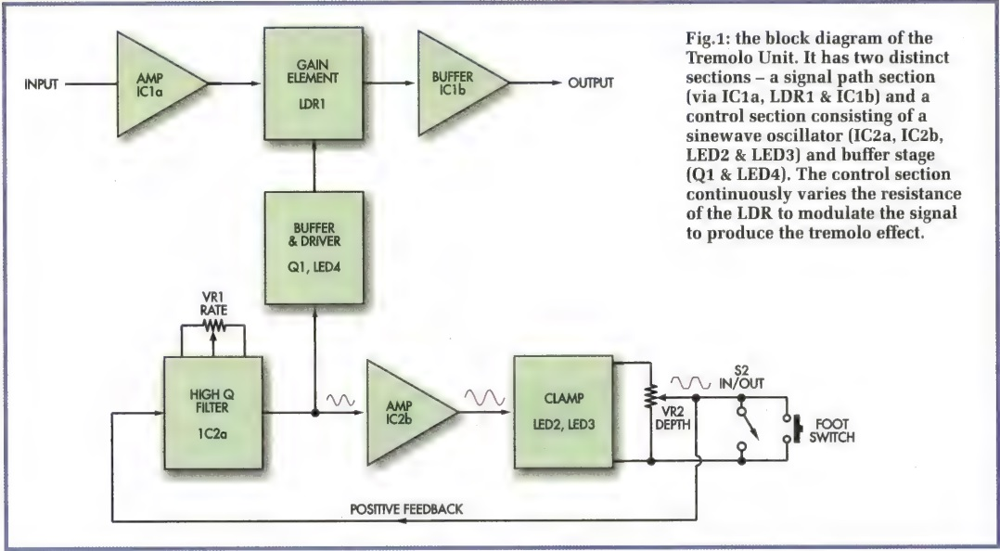 Fig.1: the block diagram of the
Tremolo Unit. It has two distinct
sections – a signal path section
(via IC1a, LDR1 & IC1b) and a
control section consisting of a
sinewave oscillator (IC2a, IC2b,
LED2 & LED3) and buffer stage
(Q1 & LED4). The control section
continuously varies the resistance
of the LDR to modulate the signal
to produce the tremolo effect.
INPUT
AMP
IC1a
GAIN
ELEMENT
LDR1
BUFFER
IC1b
OUTPUT
BUFFER
& DRIVER
Q1, LED4
VR1
RATE
HIGH Q
FILTER
1C2a
AMP
IC2b
CLAMP
LED2, LED3
VR2
DEPTH
S2
IN/OUT
FOOT
SWITCH
POSITIVE FEEDBACK